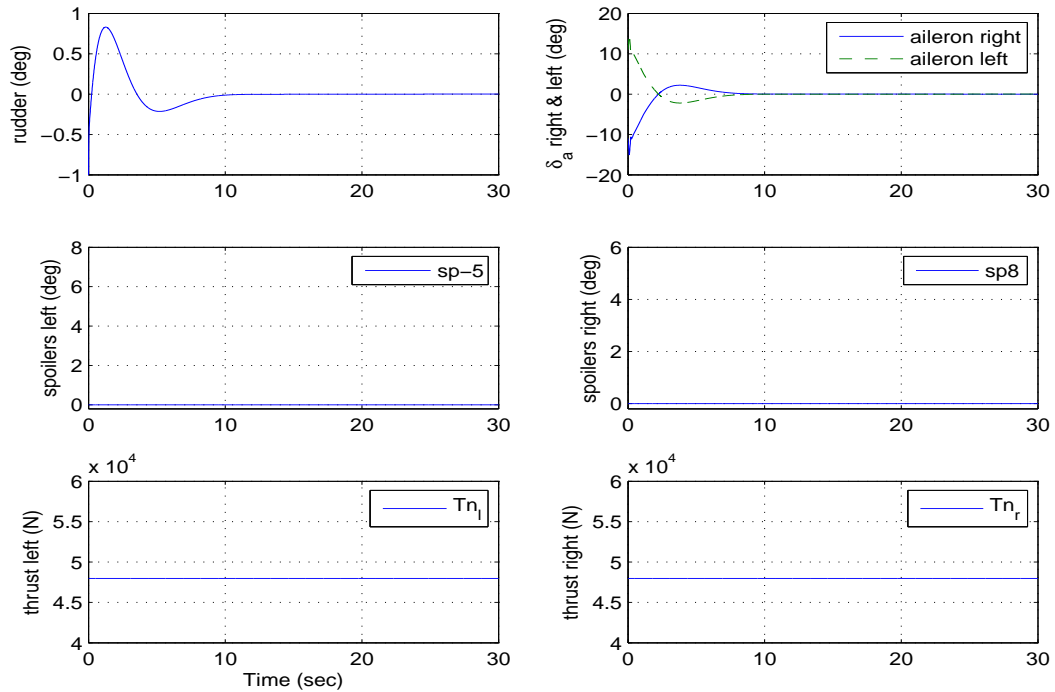 1
0.5
0
−0.5
−1
rudder (deg)
0 10 20 30
20
10
0
−10
−20
δ_a right & left (deg)
aileron right
aileron left
0 10 20 30
8
6
4
2
0
spoilers left (deg)
sp−5
0 10 20 30
6
4
2
0
spoilers right (deg)
sp8
0 10 20 30
x 10^4
6
5.5
5
4.5
4
thrust left (N)
Tn_l
0 10 20 30
Time (sec)
x 10^4
6
5.5
5
4.5
4
thrust right (N)
Tn_r
0 10 20 30